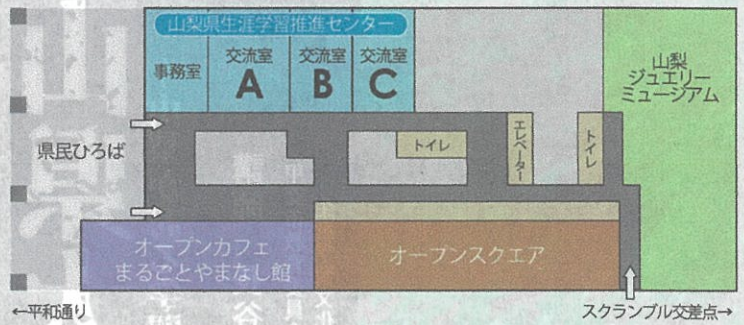 山梨県生涯学習推進センター
事務室
交流室
A
交流室
B
交流室
C
山梨
ジュエリー
ミュージアム
県民ひろば
トイレ
エレベーター
トイレ
オープンカフェ
まるごとやまなし館
オープンスクエア
←平和通り
スクランブル交差点→